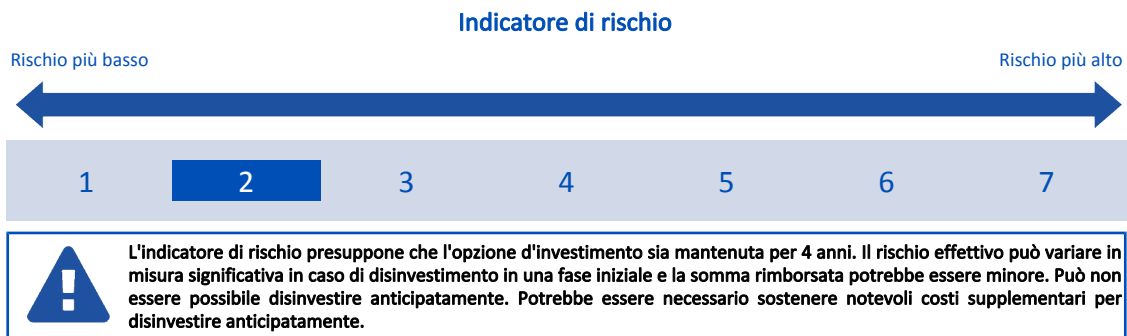 Indicatore di rischio
Rischio più basso
Rischio più alto
1 2 3 4 5 6 7
L'indicatore di rischio presuppone che l'opzione d'investimento sia mantenuta per 4 anni. Il rischio effettivo può variare in
misura significativa in caso di disinvestimento in una fase iniziale e la somma rimborsata potrebbe essere minore. Può non
essere possibile disinvestire anticipatamente. Potrebbe essere necessario sostenere notevoli costi supplementari per
disinvestire anticipatamente.